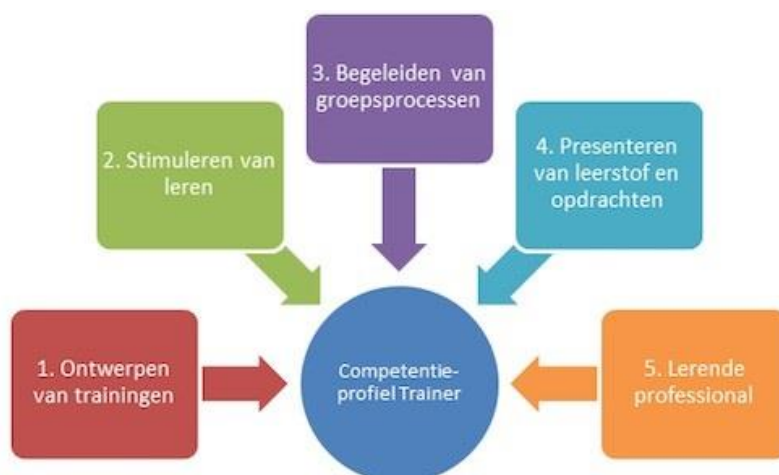 3. Begeleiden van
groepsprocessen
2. Stimuleren van
leren
4. Presenteren
van leerstof en
opdrachten
1. Ontwerpen
van trainingen
Competentie-
profiel Trainer
5. Lerende
professional